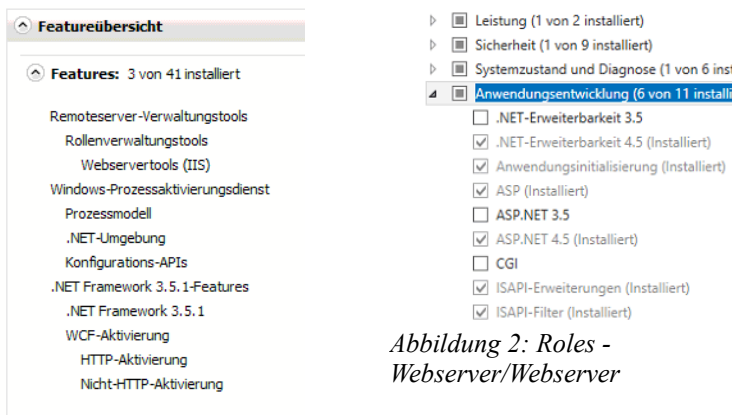 Featureübersicht
Features: 3 von 41 installiert
Remoteserver-Verwaltungstools
Rollenverwaltungstools
Webservertools (IIS)
Windows-Prozessaktivierungsdienst
Prozessmodell
.NET-Umgebung
Konfigurations-APIs
.NET Framework 3.5.1-Features
.NET Framework 3.5.1
WCF-Aktivierung
HTTP-Aktivierung
Nicht-HTTP-Aktivierung
Leistung (1 von 2 installiert)
Sicherheit (1 von 9 installiert)
Systemzustand und Diagnose (1 von 6 inst
Anwendungsentwicklung (6 von 11 installi
.NET-Erweiterbarkeit 3.5
.NET-Erweiterbarkeit 4.5 (Installiert)
Anwendungsinitialisierung (Installiert)
ASP (Installiert)
ASP.NET 3.5
ASP.NET 4.5 (Installiert)
CGI
ISAPI-Erweiterungen (Installiert)
ISAPI-Filter (Installiert)
Abbildung 2: Roles -
Webserver/Webserver